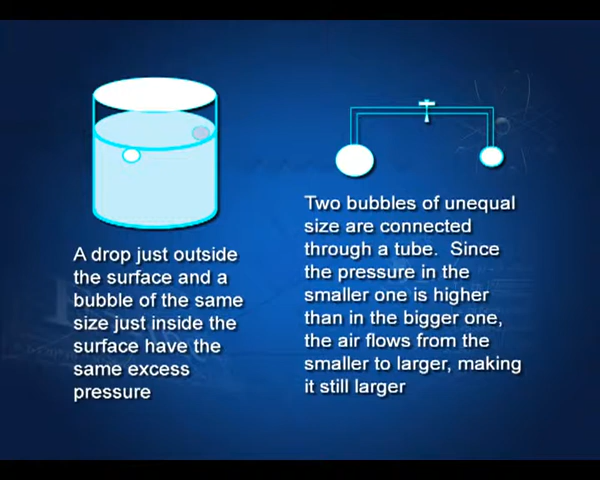 A drop just outside
the surface and a
bubble of the same
size just inside the
surface have the
same excess
pressure
Two bubbles of unequal
size are connected
through a tube. Since
the pressure in the
smaller one is higher
than in the bigger one,
the air flows from the
smaller to larger, making
it still larger